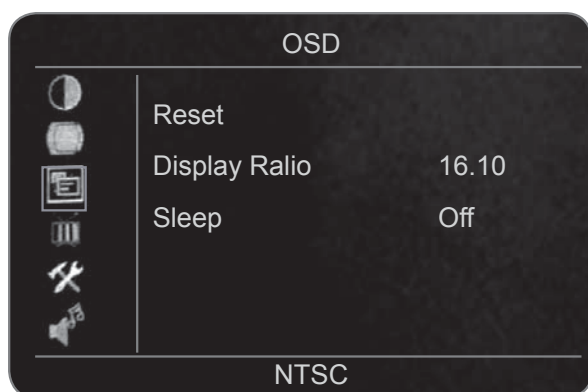 OSD
Reset
Display Ralio 16.10
Sleep Off
NTSC